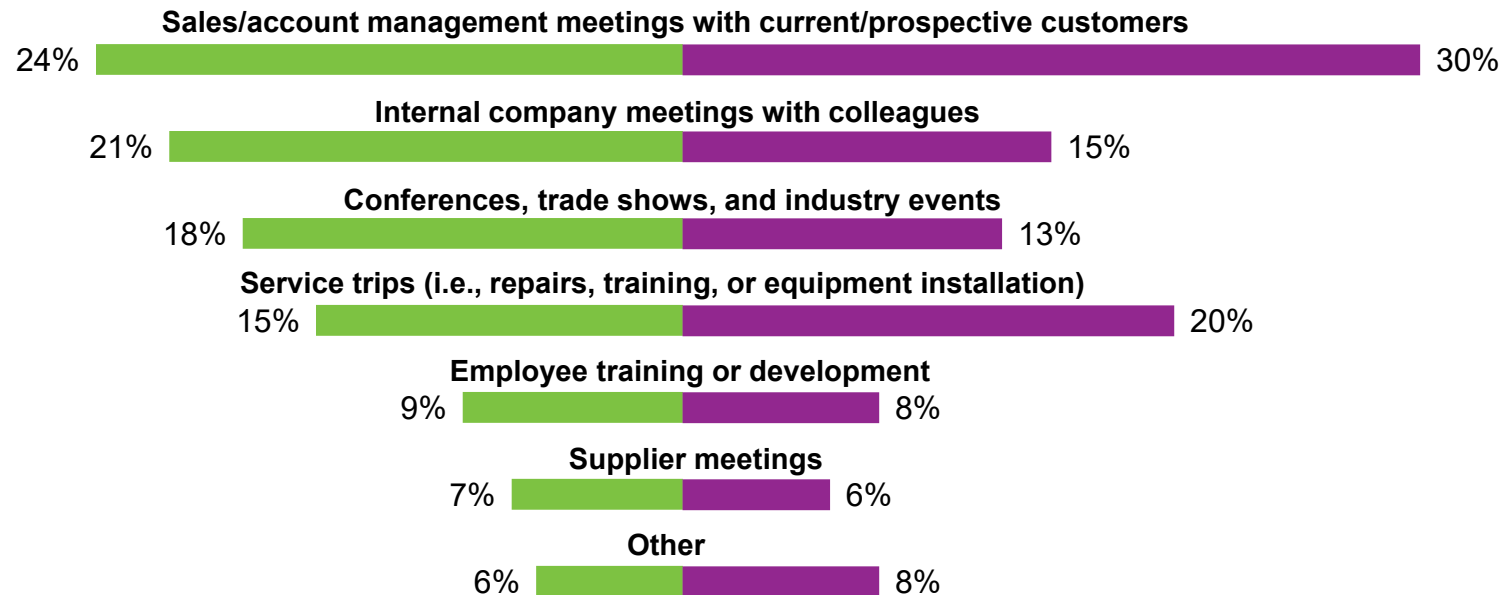 Sales/account management meetings with current/prospective customers
24% 30%
Internal company meetings with colleagues
21% 15%
Conferences, trade shows, and industry events
18% 13%
Service trips (i.e., repairs, training, or equipment installation)
15% 20%
Employee training or development
9% 8%
Supplier meetings
7% 6%
Other
6% 8%